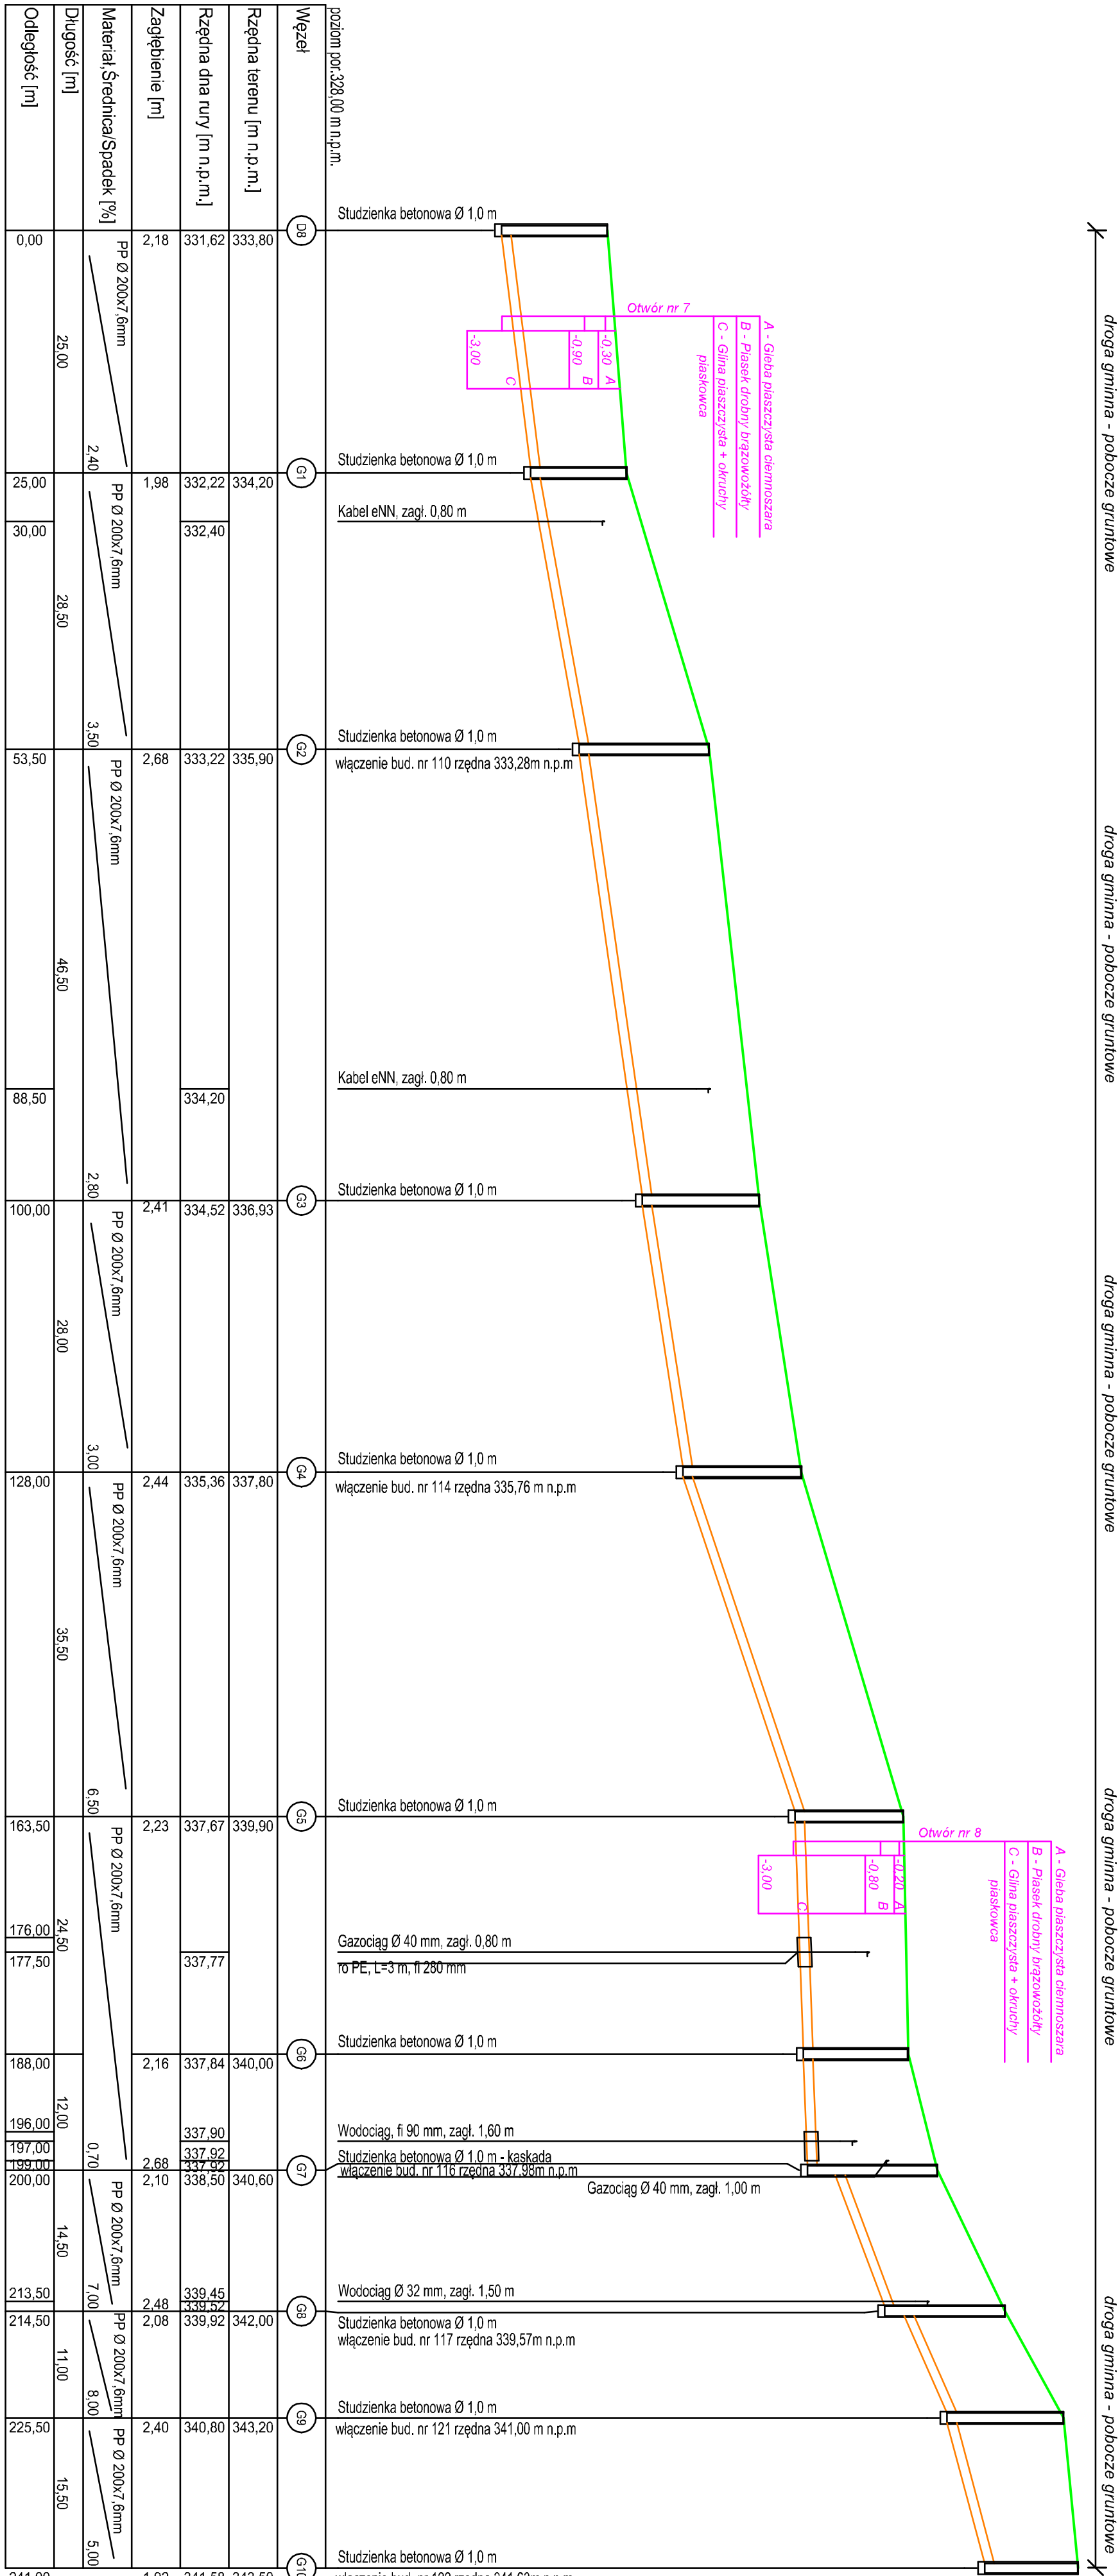 poziom por.328,00 m n.p.m.
Węzeł
D8
G1
G2
G3
G4
G5
G6
G7
G8
G9
G10
Rzędna terenu [m n.p.m.]
333,80
334,20
335,90
336,93
337,80
339,90
340,00
340,60
342,00
343,20
Rzędna dna rury [m n.p.m.]
331,62
332,22
332,40
333,22
334,20
334,52
335,36
337,67
337,77
337,84
337,90
337,92
337,92
338,50
339,45
339,52
339,92
340,80
Zagłębienie [m]
2,18
1,98
2,68
2,41
2,44
2,23
2,16
2,68
2,10
2,48
2,08
2,40
Materiał,Średnica/Spadek [%]
PP Ø 200x7,6mm
2,40
PP Ø 200x7,6mm
3,50
PP Ø 200x7,6mm
2,80
PP Ø 200x7,6mm
3,00
PP Ø 200x7,6mm
6,50
PP Ø 200x7,6mm
0,70
PP Ø 200x7,6mm
7,00
PP Ø 200x7,6mm
8,00
PP Ø 200x7,6mm
5,00
Długość [m]
25,00
28,50
46,50
28,00
35,50
24,50
12,00
14,50
11,00
15,50
Odległość [m]
0,00
25,00
30,00
53,50
88,50
100,00
128,00
163,50
176,00
177,50
188,00
196,00
197,00
199,00
200,00
213,50
214,50
225,50
Studzienka betonowa Ø 1,0 m
Studzienka betonowa Ø 1,0 m
Kabel eNN, zagł. 0,80 m
Studzienka betonowa Ø 1,0 m
włączenie bud. nr 110 rzędna 333,28m n.p.m
Kabel eNN, zagł. 0,80 m
Studzienka betonowa Ø 1,0 m
Studzienka betonowa Ø 1,0 m
włączenie bud. nr 114 rzędna 335,76 m n.p.m
Studzienka betonowa Ø 1,0 m
Gazociąg Ø 40 mm, zagł. 0,80 m
ro PE, L=3 m, fi 280 mm
Studzienka betonowa Ø 1,0 m
Wodociąg, fi 90 mm, zagł. 1,60 m
Studzienka betonowa Ø 1.0 m - kaskada
włączenie bud. nr 116 rzędna 337.98m n.p.m
Gazociąg Ø 40 mm, zagł. 1,00 m
Wodociąg Ø 32 mm, zagł. 1,50 m
Studzienka betonowa Ø 1,0 m
włączenie bud. nr 117 rzędna 339,57m n.p.m
Studzienka betonowa Ø 1,0 m
włączenie bud. nr 121 rzędna 341,00 m n.p.m
Studzienka betonowa Ø 1,0 m
Otwór nr 7
A - Gleba piaszczysta ciemnoszara
B - Piasek drobny brązowożółty
C - Glina piaszczysta + okruchy
piaskowca
-0,30 A
-0,90 B
-3,00 C
Otwór nr 8
A - Gleba piaszczysta ciemnoszara
B - Piasek drobny brązowożółty
C - Glina piaszczysta + okruchy
piaskowca
-0,20 A
-0,80 B
-3,00 C
droga gminna - pobocze gruntowe
droga gminna - pobocze gruntowe
droga gminna - pobocze gruntowe
droga gminna - pobocze gruntowe
droga gminna - pobocze gruntowe